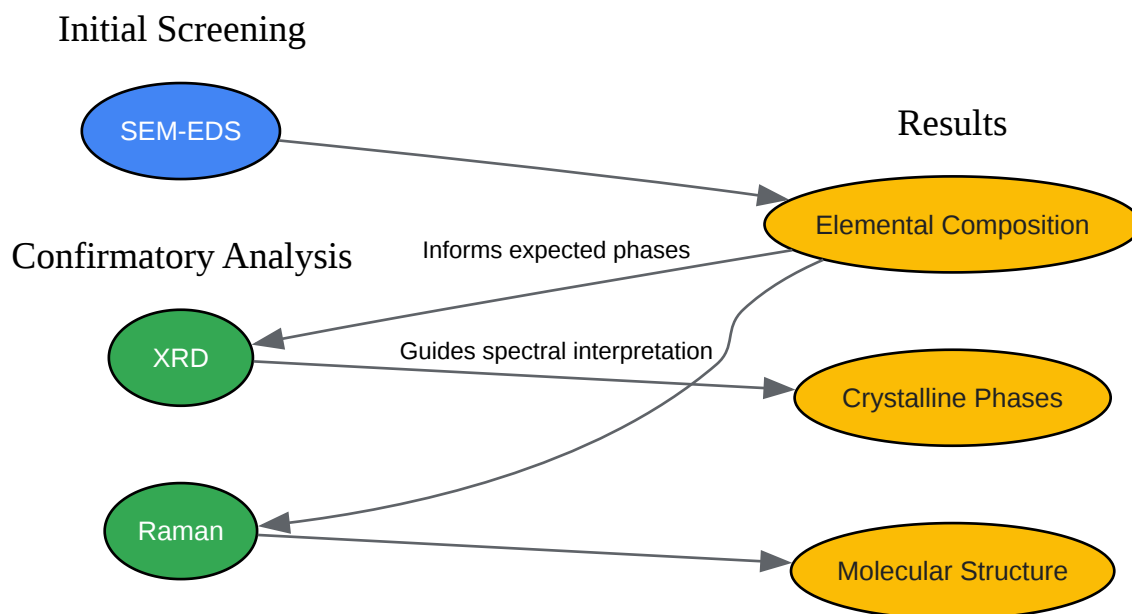 Initial Screening
SEM-EDS
Results
Elemental Composition
Informs expected phases
Confirmatory Analysis
XRD
Guides spectral interpretation
Crystalline Phases
Raman
Molecular Structure